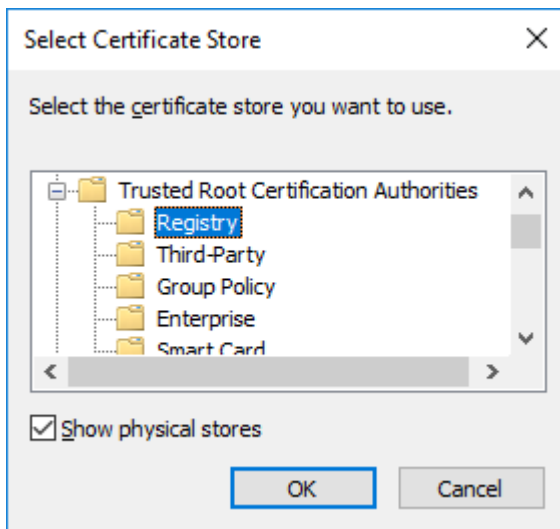 Select Certificate Store
Select the certificate store you want to use.
Trusted Root Certification Authorities
Registry
Third-Party
Group Policy
Enterprise
Smart Card
Show physical stores
OK Cancel